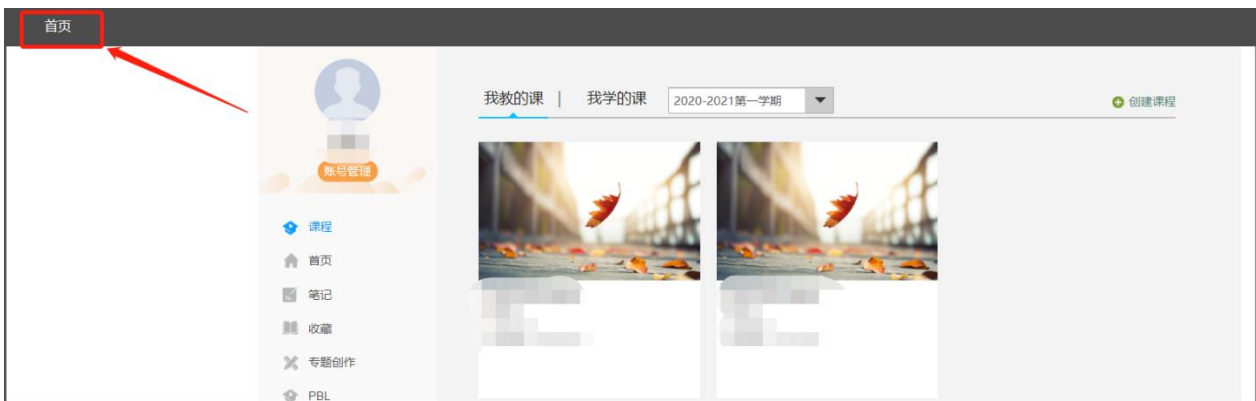 首页
我教的课 | 我学的课 2020-2021第一学期 创建课程
账号管理
课程
首页
笔记
收藏
专题创作
PBL